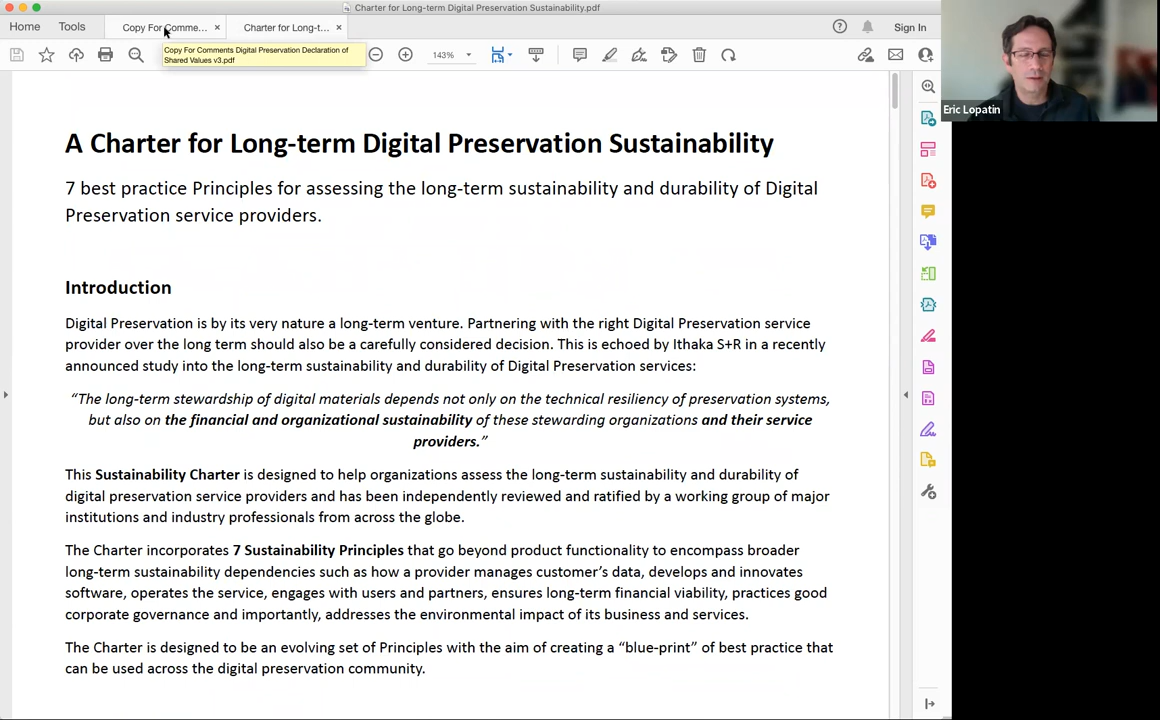 Charter for Long-term Digital Preservation Sustainability.pdf
Home
Tools
Copy For Comme...
Charter for Long-t...
Sign In
Copy For Comments Digital Preservation Declaration of
Shared Values v3.pdf
143%
Eric Lopatin
A Charter for Long-term Digital Preservation Sustainability
7 best practice Principles for assessing the long-term sustainability and durability of Digital
Preservation service providers.
Introduction
Digital Preservation is by its very nature a long-term venture. Partnering with the right Digital Preservation service
provider over the long term should also be a carefully considered decision. This is echoed by Ithaka S+R in a recently
announced study into the long-term sustainability and durability of Digital Preservation services:
“The long-term stewardship of digital materials depends not only on the technical resiliency of preservation systems,
but also on the financial and organizational sustainability of these stewarding organizations and their service
providers.”
This Sustainability Charter is designed to help organizations assess the long-term sustainability and durability of
digital preservation service providers and has been independently reviewed and ratified by a working group of major
institutions and industry professionals from across the globe.
The Charter incorporates 7 Sustainability Principles that go beyond product functionality to encompass broader
long-term sustainability dependencies such as how a provider manages customer’s data, develops and innovates
software, operates the service, engages with users and partners, ensures long-term financial viability, practices good
corporate governance and importantly, addresses the environmental impact of its business and services.
The Charter is designed to be an evolving set of Principles with the aim of creating a “blue-print” of best practice that
can be used across the digital preservation community.